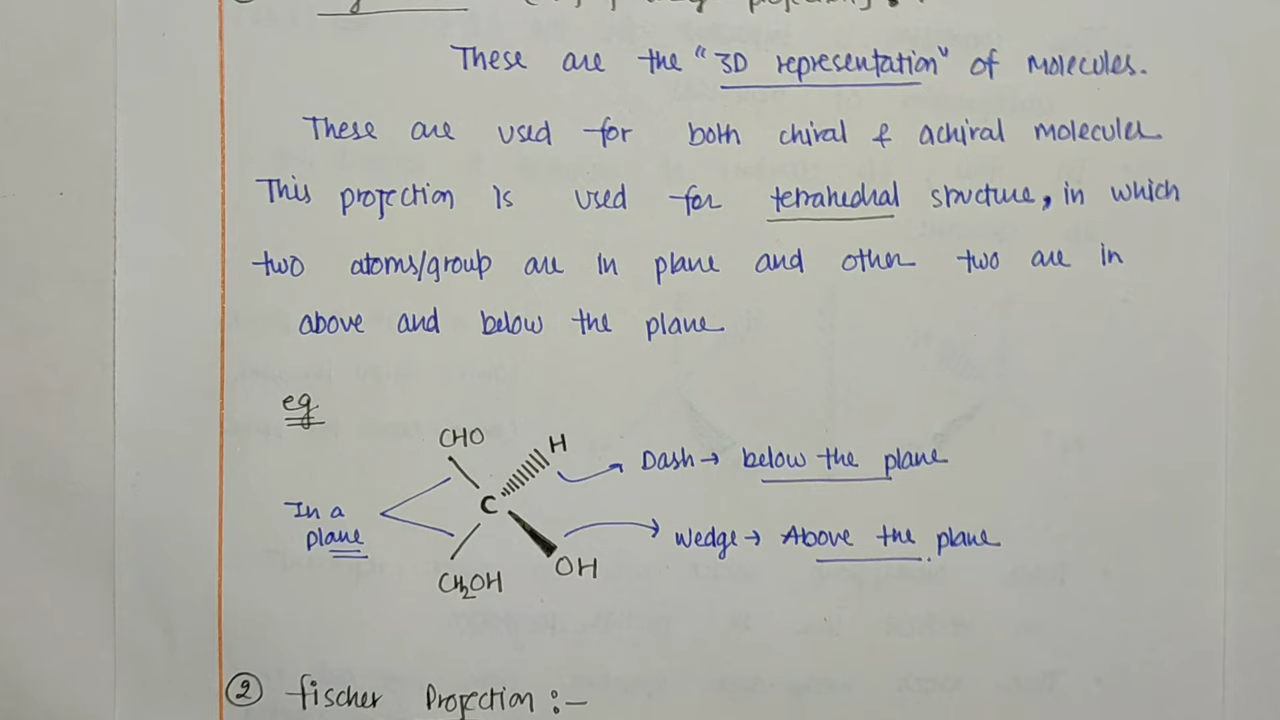 These are the "3D representation" of molecules.
These are used for both chiral & achiral molecules
This projection is used for tetrahedral structure, in which
two atoms/group are in plane and other two are in
above and below the plane
eg
CHO
H
Dash → below the plane
C
In a
plane
Wedge → Above the plane
OH
CH2OH
② fischer Projection :-